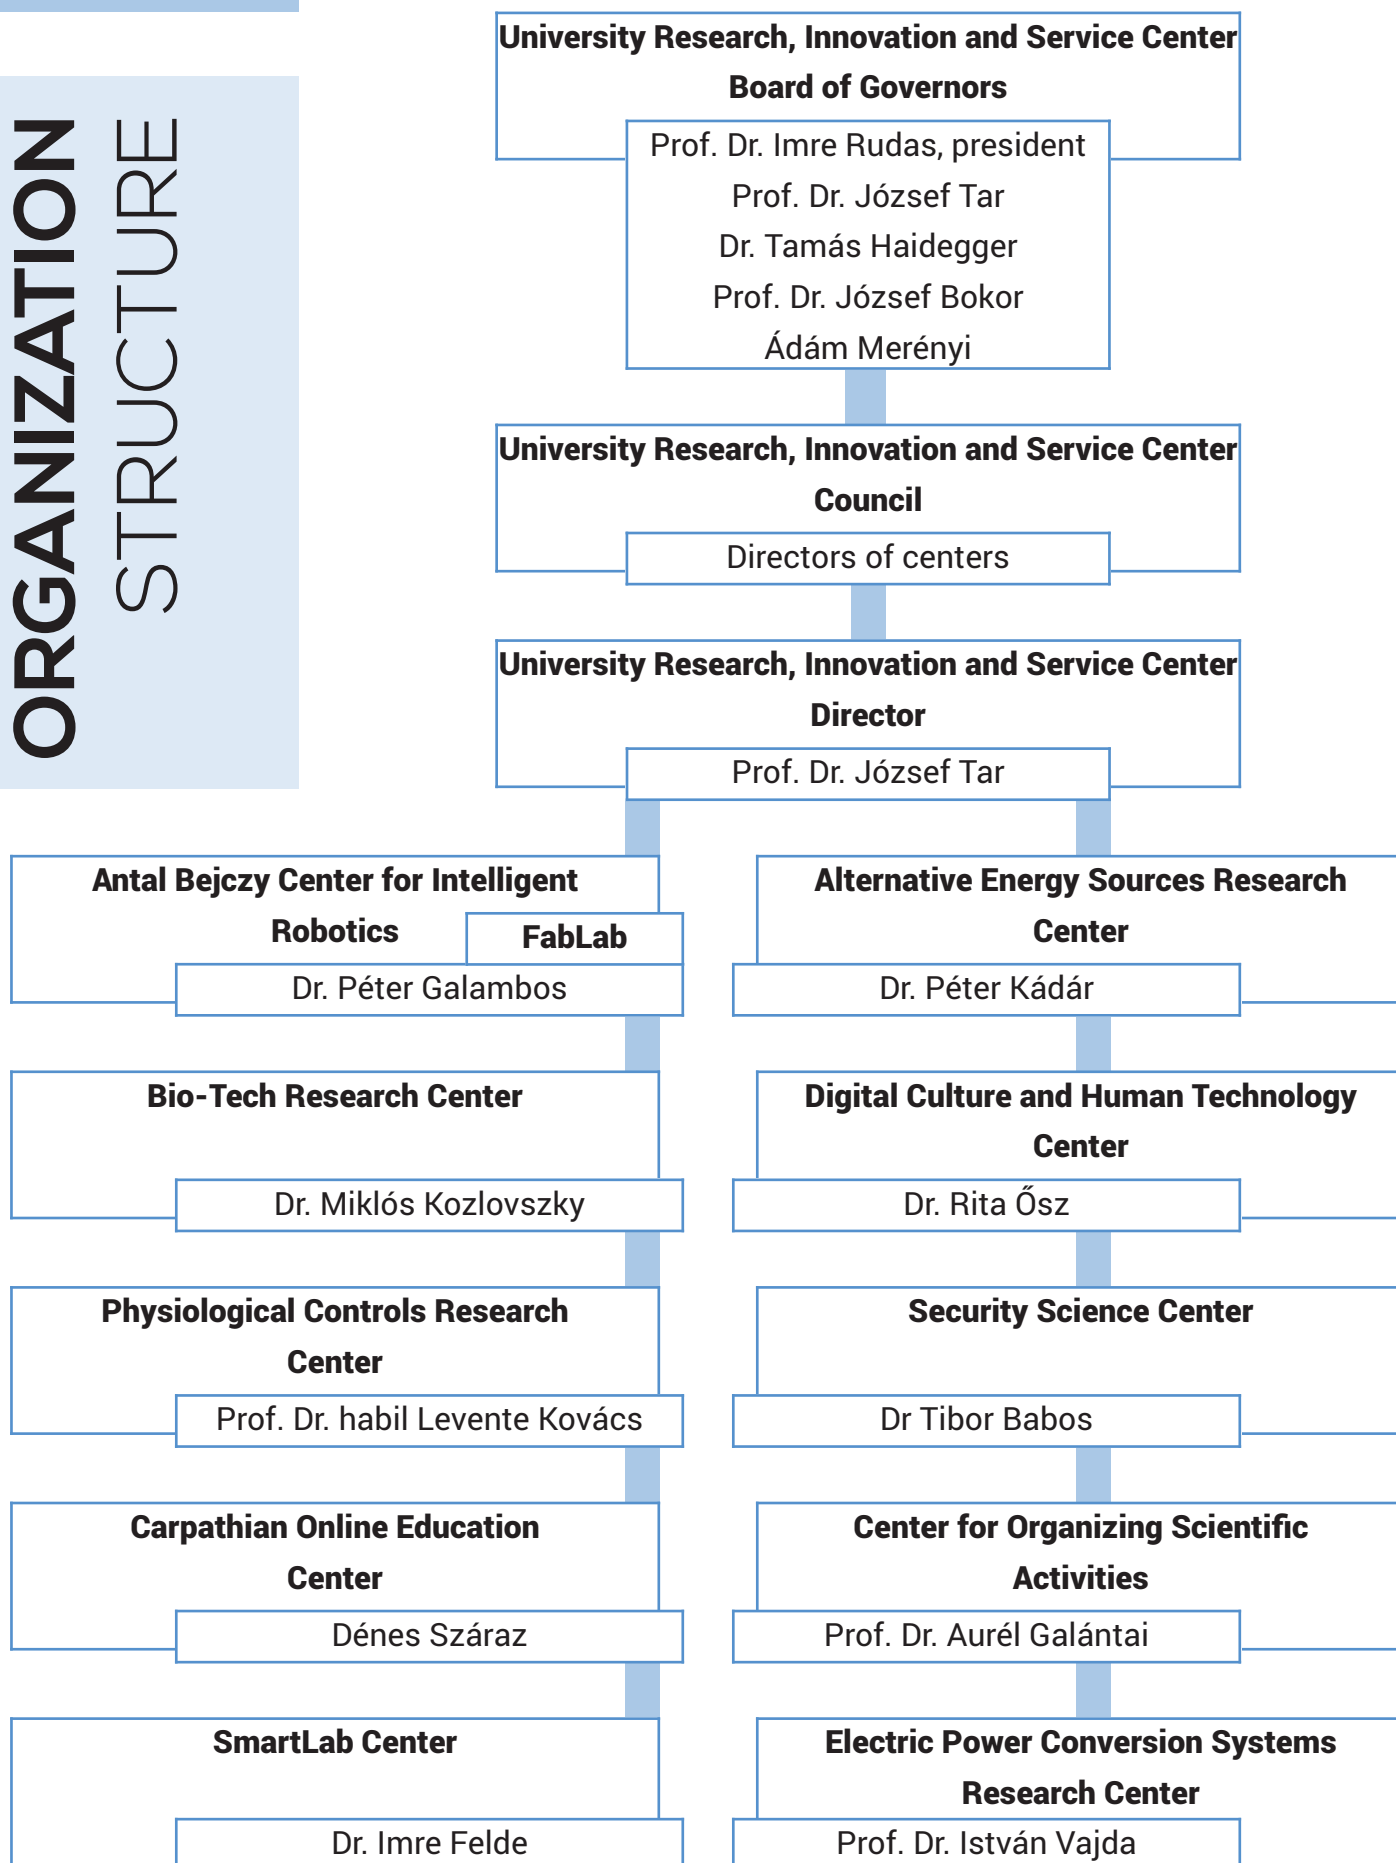 ORGANIZATION
STRUCTURE
University Research, Innovation and Service Center
Board of Governors
Prof. Dr. Imre Rudas, president
Prof. Dr. József Tar
Dr. Tamás Haidegger
Prof. Dr. József Bokor
Ádám Merényi
University Research, Innovation and Service Center
Council
Directors of centers
University Research, Innovation and Service Center
Director
Prof. Dr. József Tar
Antal Bejczy Center for Intelligent
Robotics
FabLab
Dr. Péter Galambos
Alternative Energy Sources Research
Center
Dr. Péter Kádár
Bio-Tech Research Center
Dr. Miklós Kozlovszky
Digital Culture and Human Technology
Center
Dr. Rita Ősz
Physiological Controls Research
Center
Prof. Dr. habil Levente Kovács
Security Science Center
Dr Tibor Babos
Carpathian Online Education
Center
Dénes Száraz
Center for Organizing Scientific
Activities
Prof. Dr. Aurél Galántai
SmartLab Center
Dr. Imre Felde
Electric Power Conversion Systems
Research Center
Prof. Dr. István Vajda